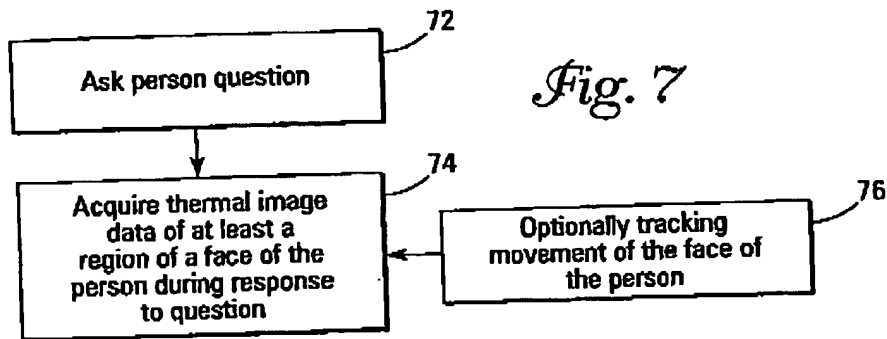 72
Ask person question
Fig. 7
74
Acquire thermal image
data of at least a
region of a face of the
person during response
to question
76
Optionally tracking
movement of the face of
the person